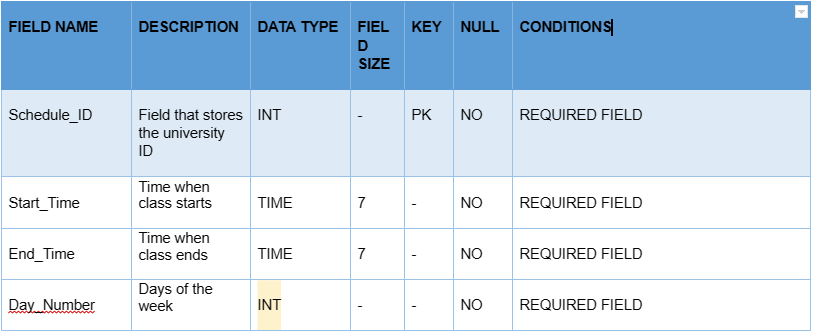 FIELD NAME DESCRIPTION DATA TYPE FIEL KEY NULL CONDITIONS
D
SIZE
Schedule_ID Field that stores INT - PK NO REQUIRED FIELD
the university
ID
Time when
Start_Time class starts TIME 7 - NO REQUIRED FIELD
Time when
End_Time class ends TIME 7 - NO REQUIRED FIELD
Days of the
Day_Number week INT - - NO REQUIRED FIELD